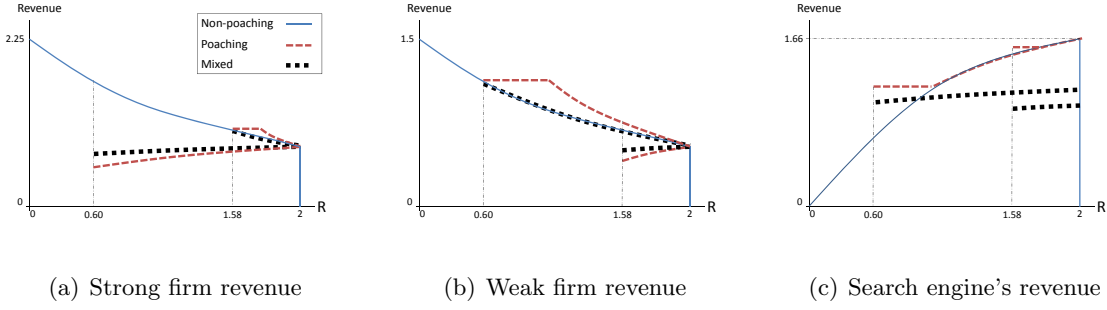 Revenue
2.25
0
0
0.60
1.58
2
R
Non-poaching
Poaching
Mixed
(a) Strong firm revenue
Revenue
1.5
0
0
0.60
1.58
2
R
(b) Weak firm revenue
Revenue
1.66
0
0
0.60
1.58
2
R
(c) Search engine's revenue